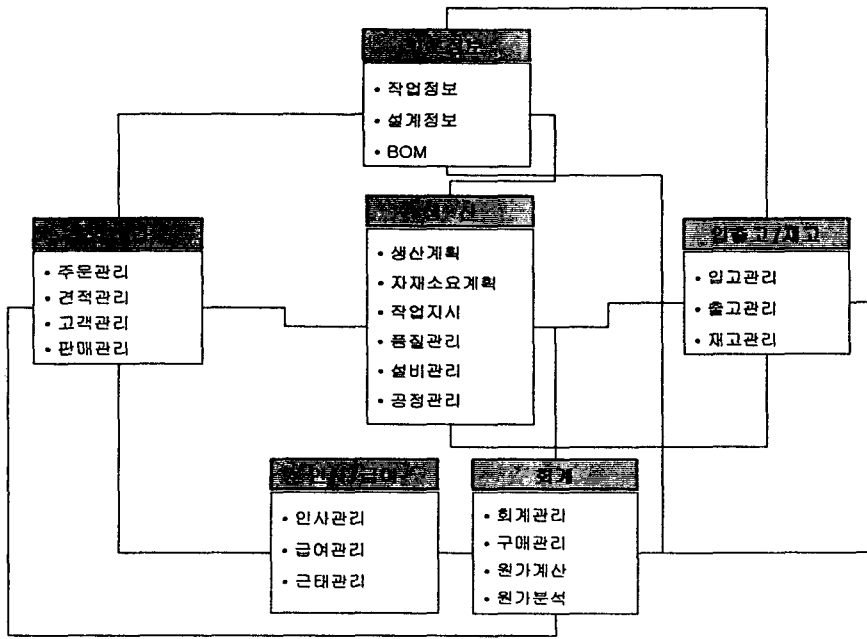 • 작업정보
• 설계정보
• BOM
• 주문관리
• 견적관리
• 고객관리
• 판매관리
• 생산계획
• 자재소요계획
• 작업지시
• 품질관리
• 설비관리
• 공정관리
입출고/재고
• 입고관리
• 출고관리
• 재고관리
인사/급여
• 인사관리
• 급여관리
• 근태관리
회계
• 회계관리
• 구매관리
• 원가계산
• 원가분석